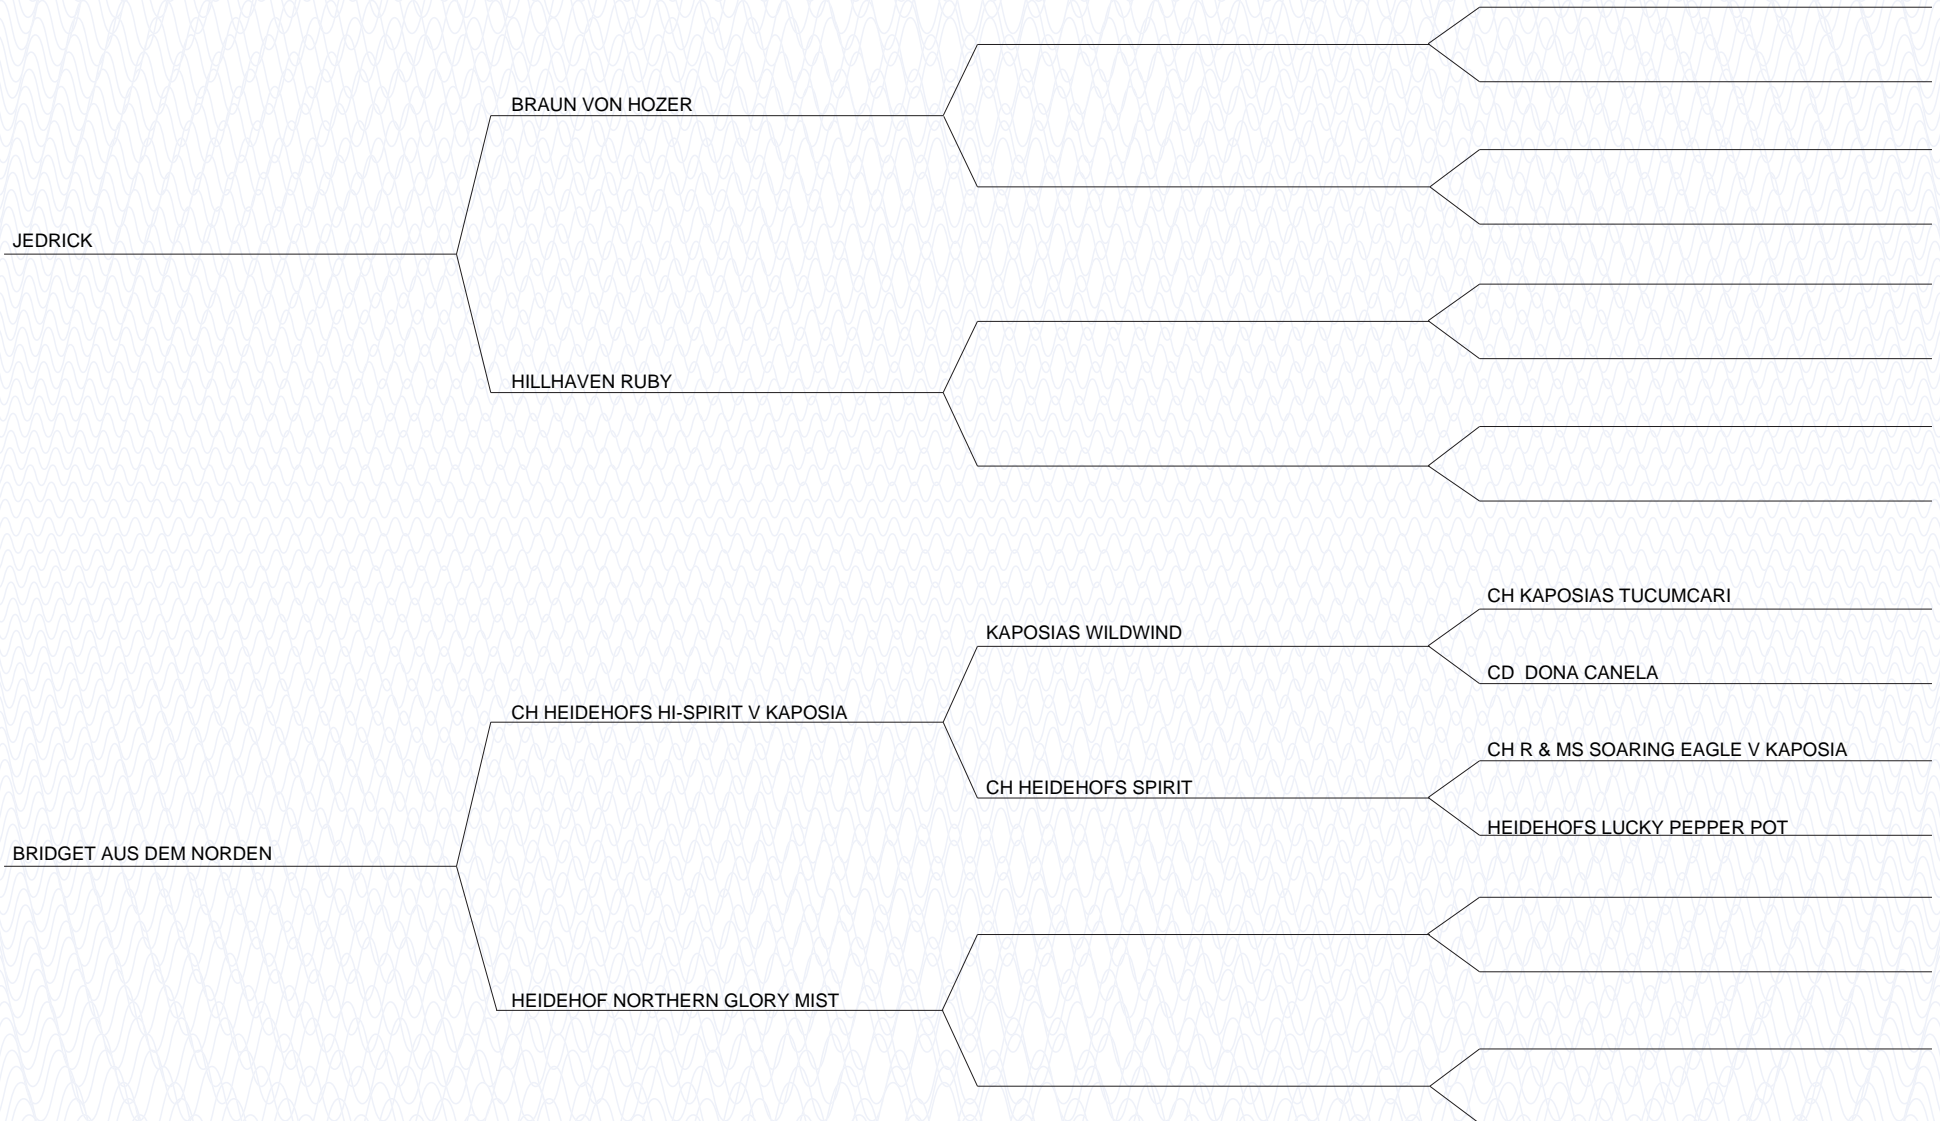 BRAUN VON HOZER
JEDRICK
HILLHAVEN RUBY
CH KAPOSIAS TUCUMCARI
KAPOSIAS WILDWIND
CD  DONA CANELA
CH HEIDEHOFS HI-SPIRIT V KAPOSIA
CH R & MS SOARING EAGLE V KAPOSIA
CH HEIDEHOFS SPIRIT
HEIDEHOFS LUCKY PEPPER POT
BRIDGET AUS DEM NORDEN
HEIDEHOF NORTHERN GLORY MIST